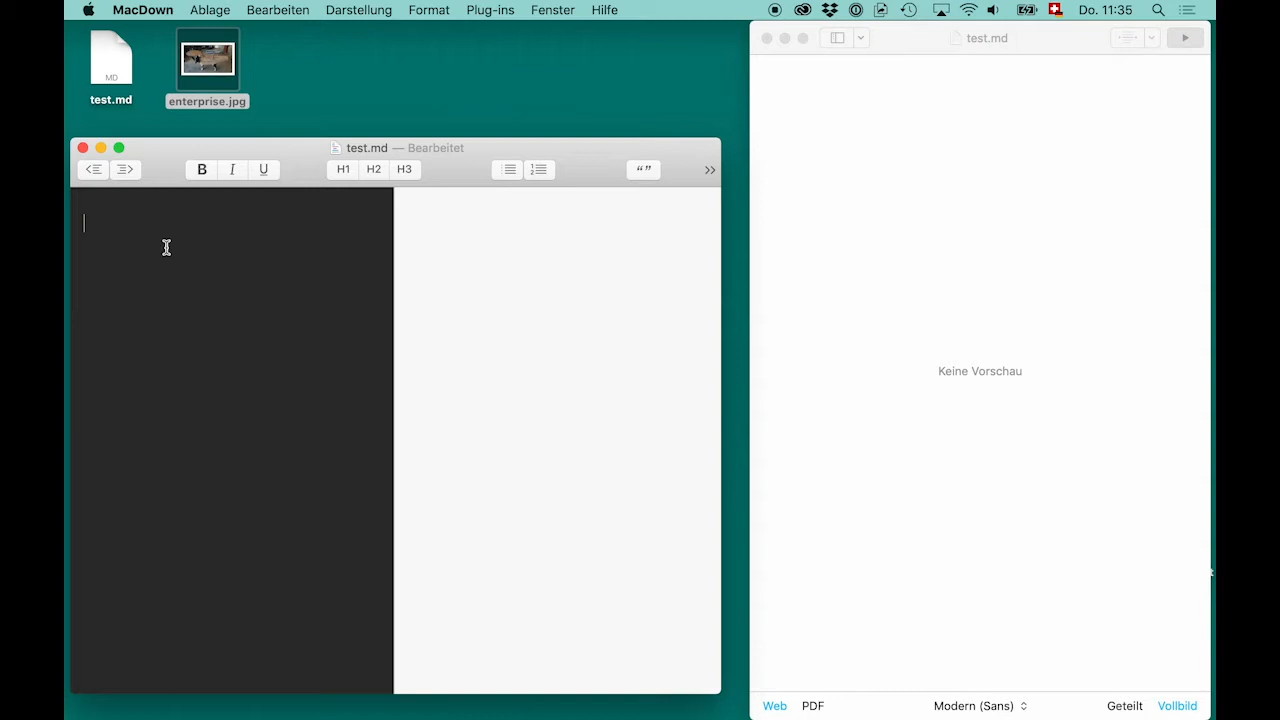 MacDown Ablage Bearbeiten Darstellung Format Plug-ins Fenster Hilfe Do. 11:35
test.md
MD
test.md
enterprise.jpg
test.md — Bearbeitet
B I U H1 H2 H3 “”
Keine Vorschau
Web PDF Modern (Sans) Geteilt Vollbild